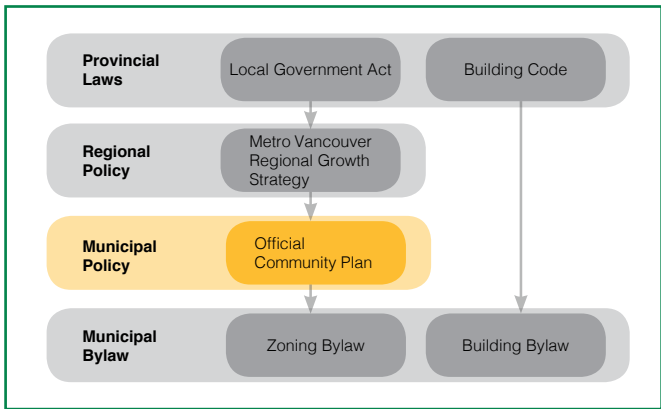 Provincial
Laws
Local Government Act
Building Code
Regional
Policy
Metro Vancouver
Regional Growth
Strategy
Municipal
Policy
Official
Community Plan
Municipal
Bylaw
Zoning Bylaw
Building Bylaw